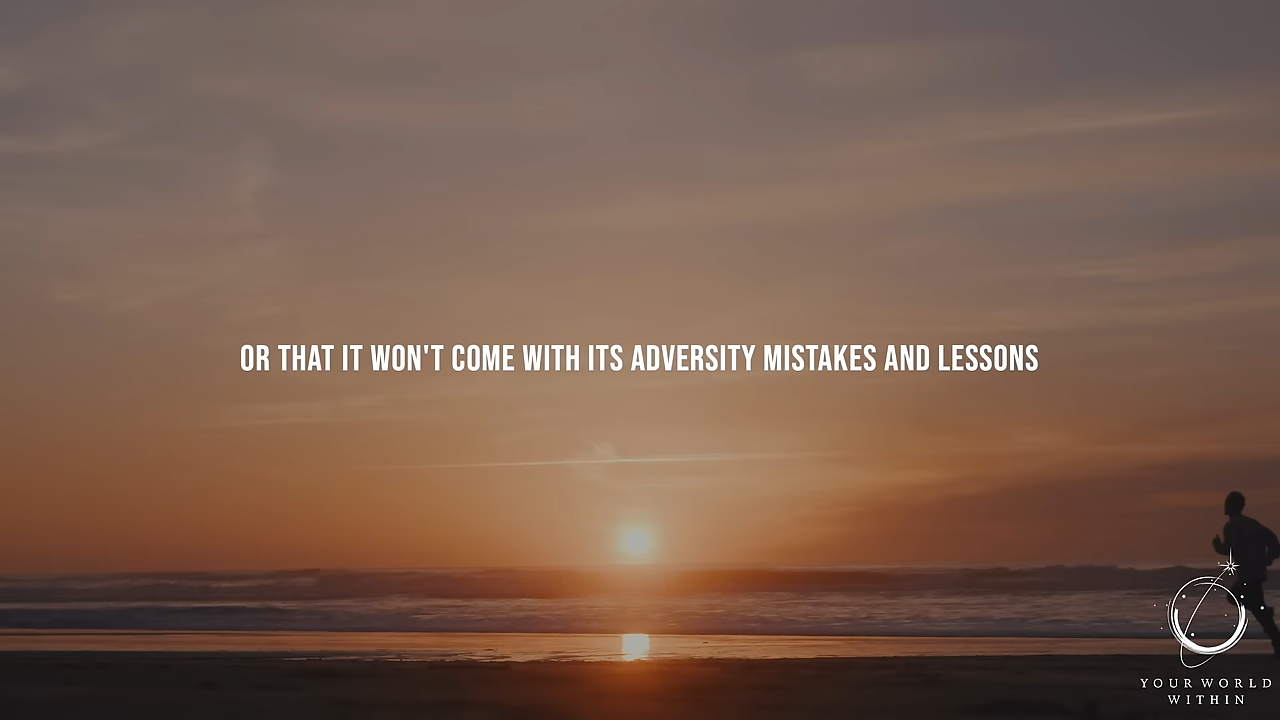 OR THAT IT WON'T COME WITH ITS ADVERSITY MISTAKES AND LESSONS
YOUR WORLD
WITHIN